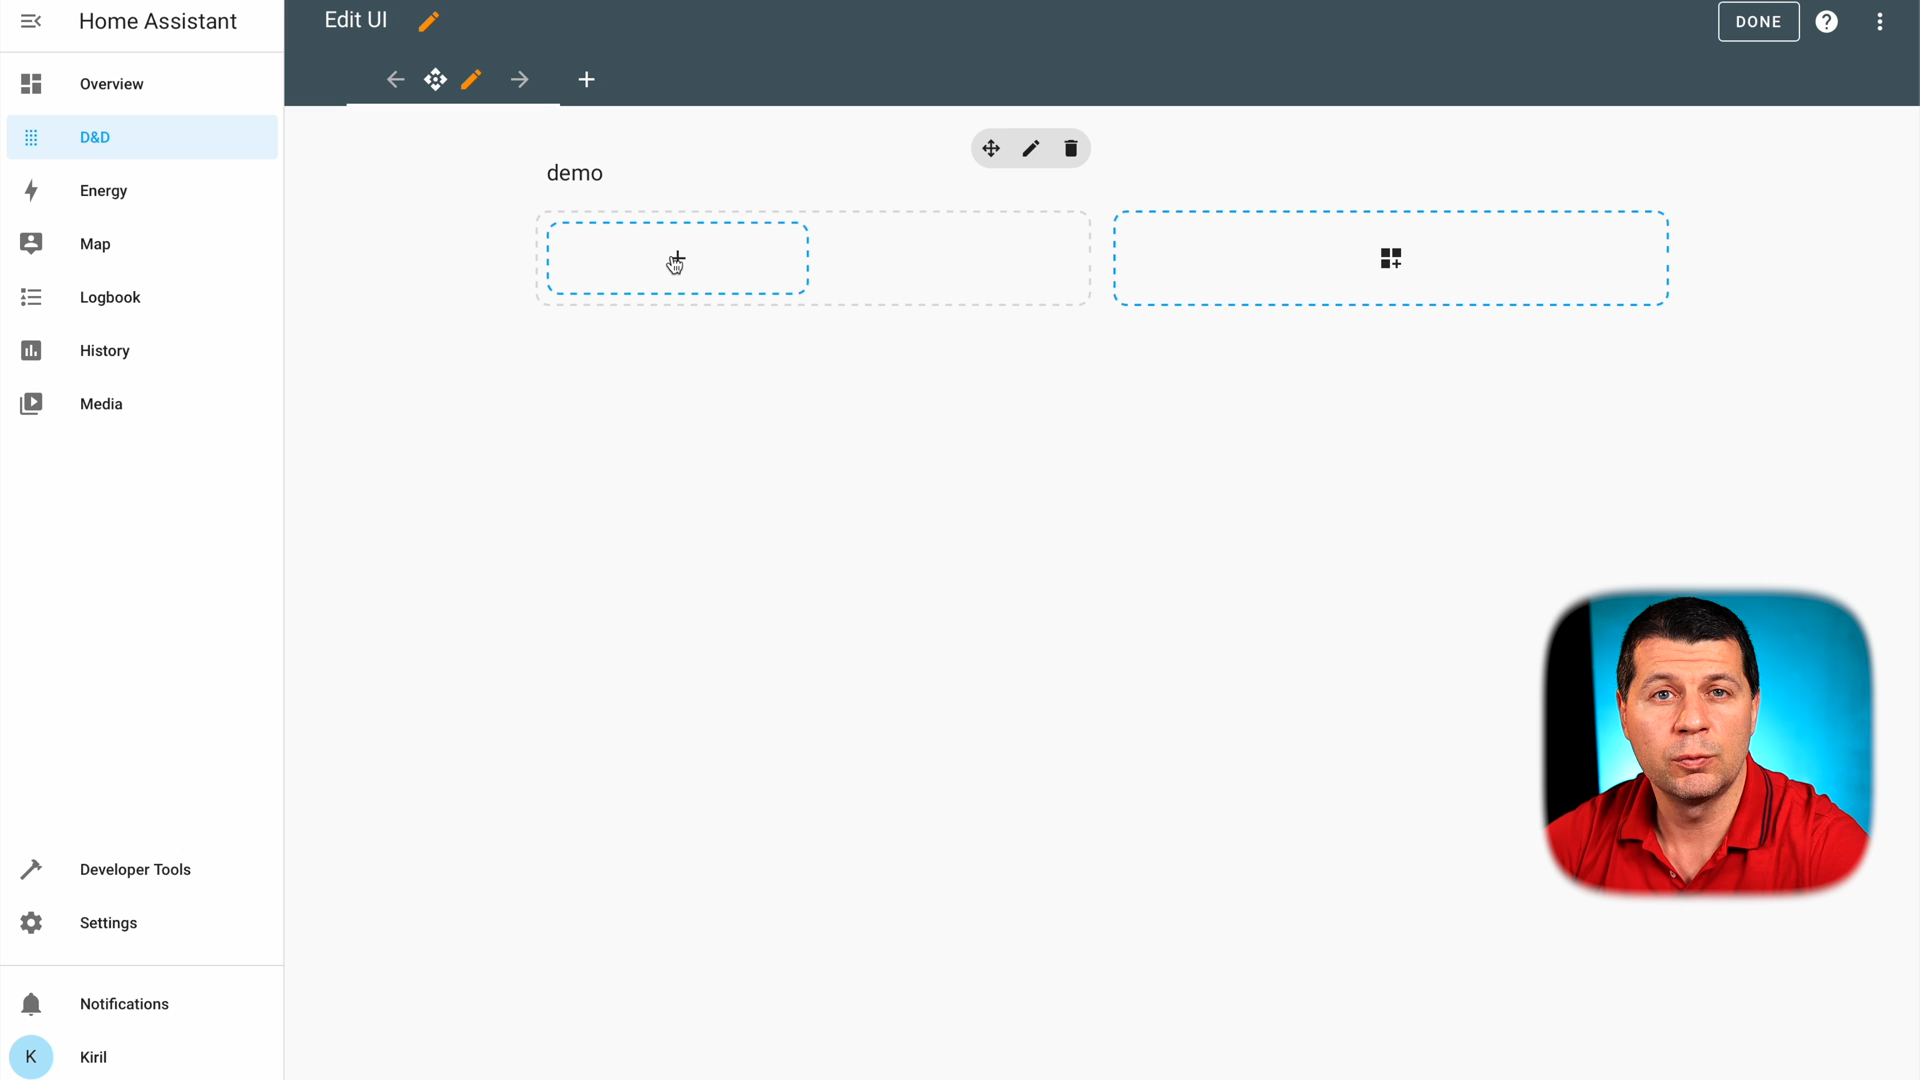 Home Assistant
Edit UI
DONE
Overview
D&D
Energy
Map
Logbook
History
Media
demo
Developer Tools
Settings
Notifications
K
Kiril